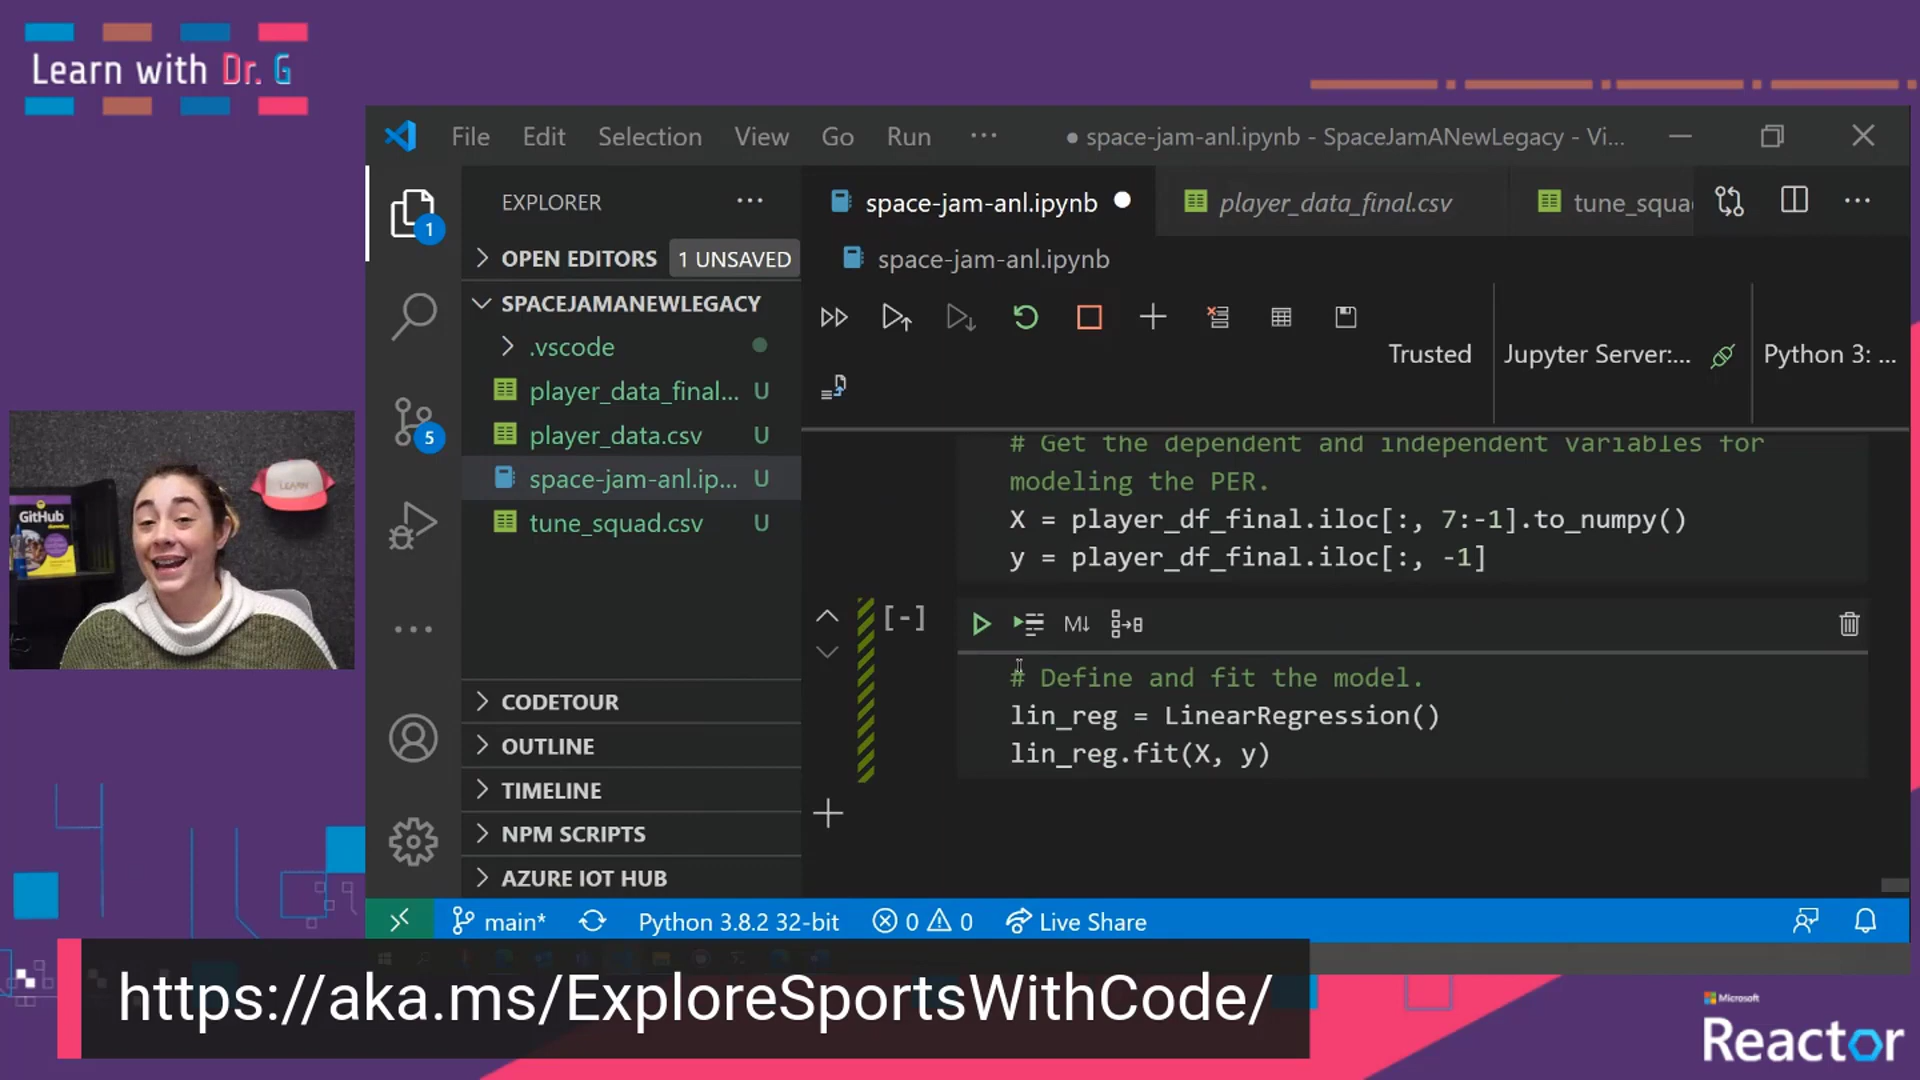 Learn with Dr. G
File Edit Selection View Go Run ··· ● space-jam-anl.ipynb - SpaceJamANewLegacy - Vi...
EXPLORER ···
space-jam-anl.ipynb
player_data_final.csv
tune_squa
1
OPEN EDITORS 1 UNSAVED
space-jam-anl.ipynb
SPACEJAMANEWLEGACY
.vscode
player_data_final... U
player_data.csv U
space-jam-anl.ip... U
tune_squad.csv U
5
Trusted
Jupyter Server:...
Python 3: ...
# Get the dependent and independent variables for
modeling the PER.
X = player_df_final.iloc[:, 7:-1].to_numpy()
y = player_df_final.iloc[:, -1]
[-]
M↓
# Define and fit the model.
lin_reg = LinearRegression()
lin_reg.fit(X, y)
GitHub
CODETOUR
OUTLINE
TIMELINE
NPM SCRIPTS
AZURE IOT HUB
main* Python 3.8.2 32-bit 0 0 Live Share
https://aka.ms/ExploreSportsWithCode/
Microsoft
Reactor